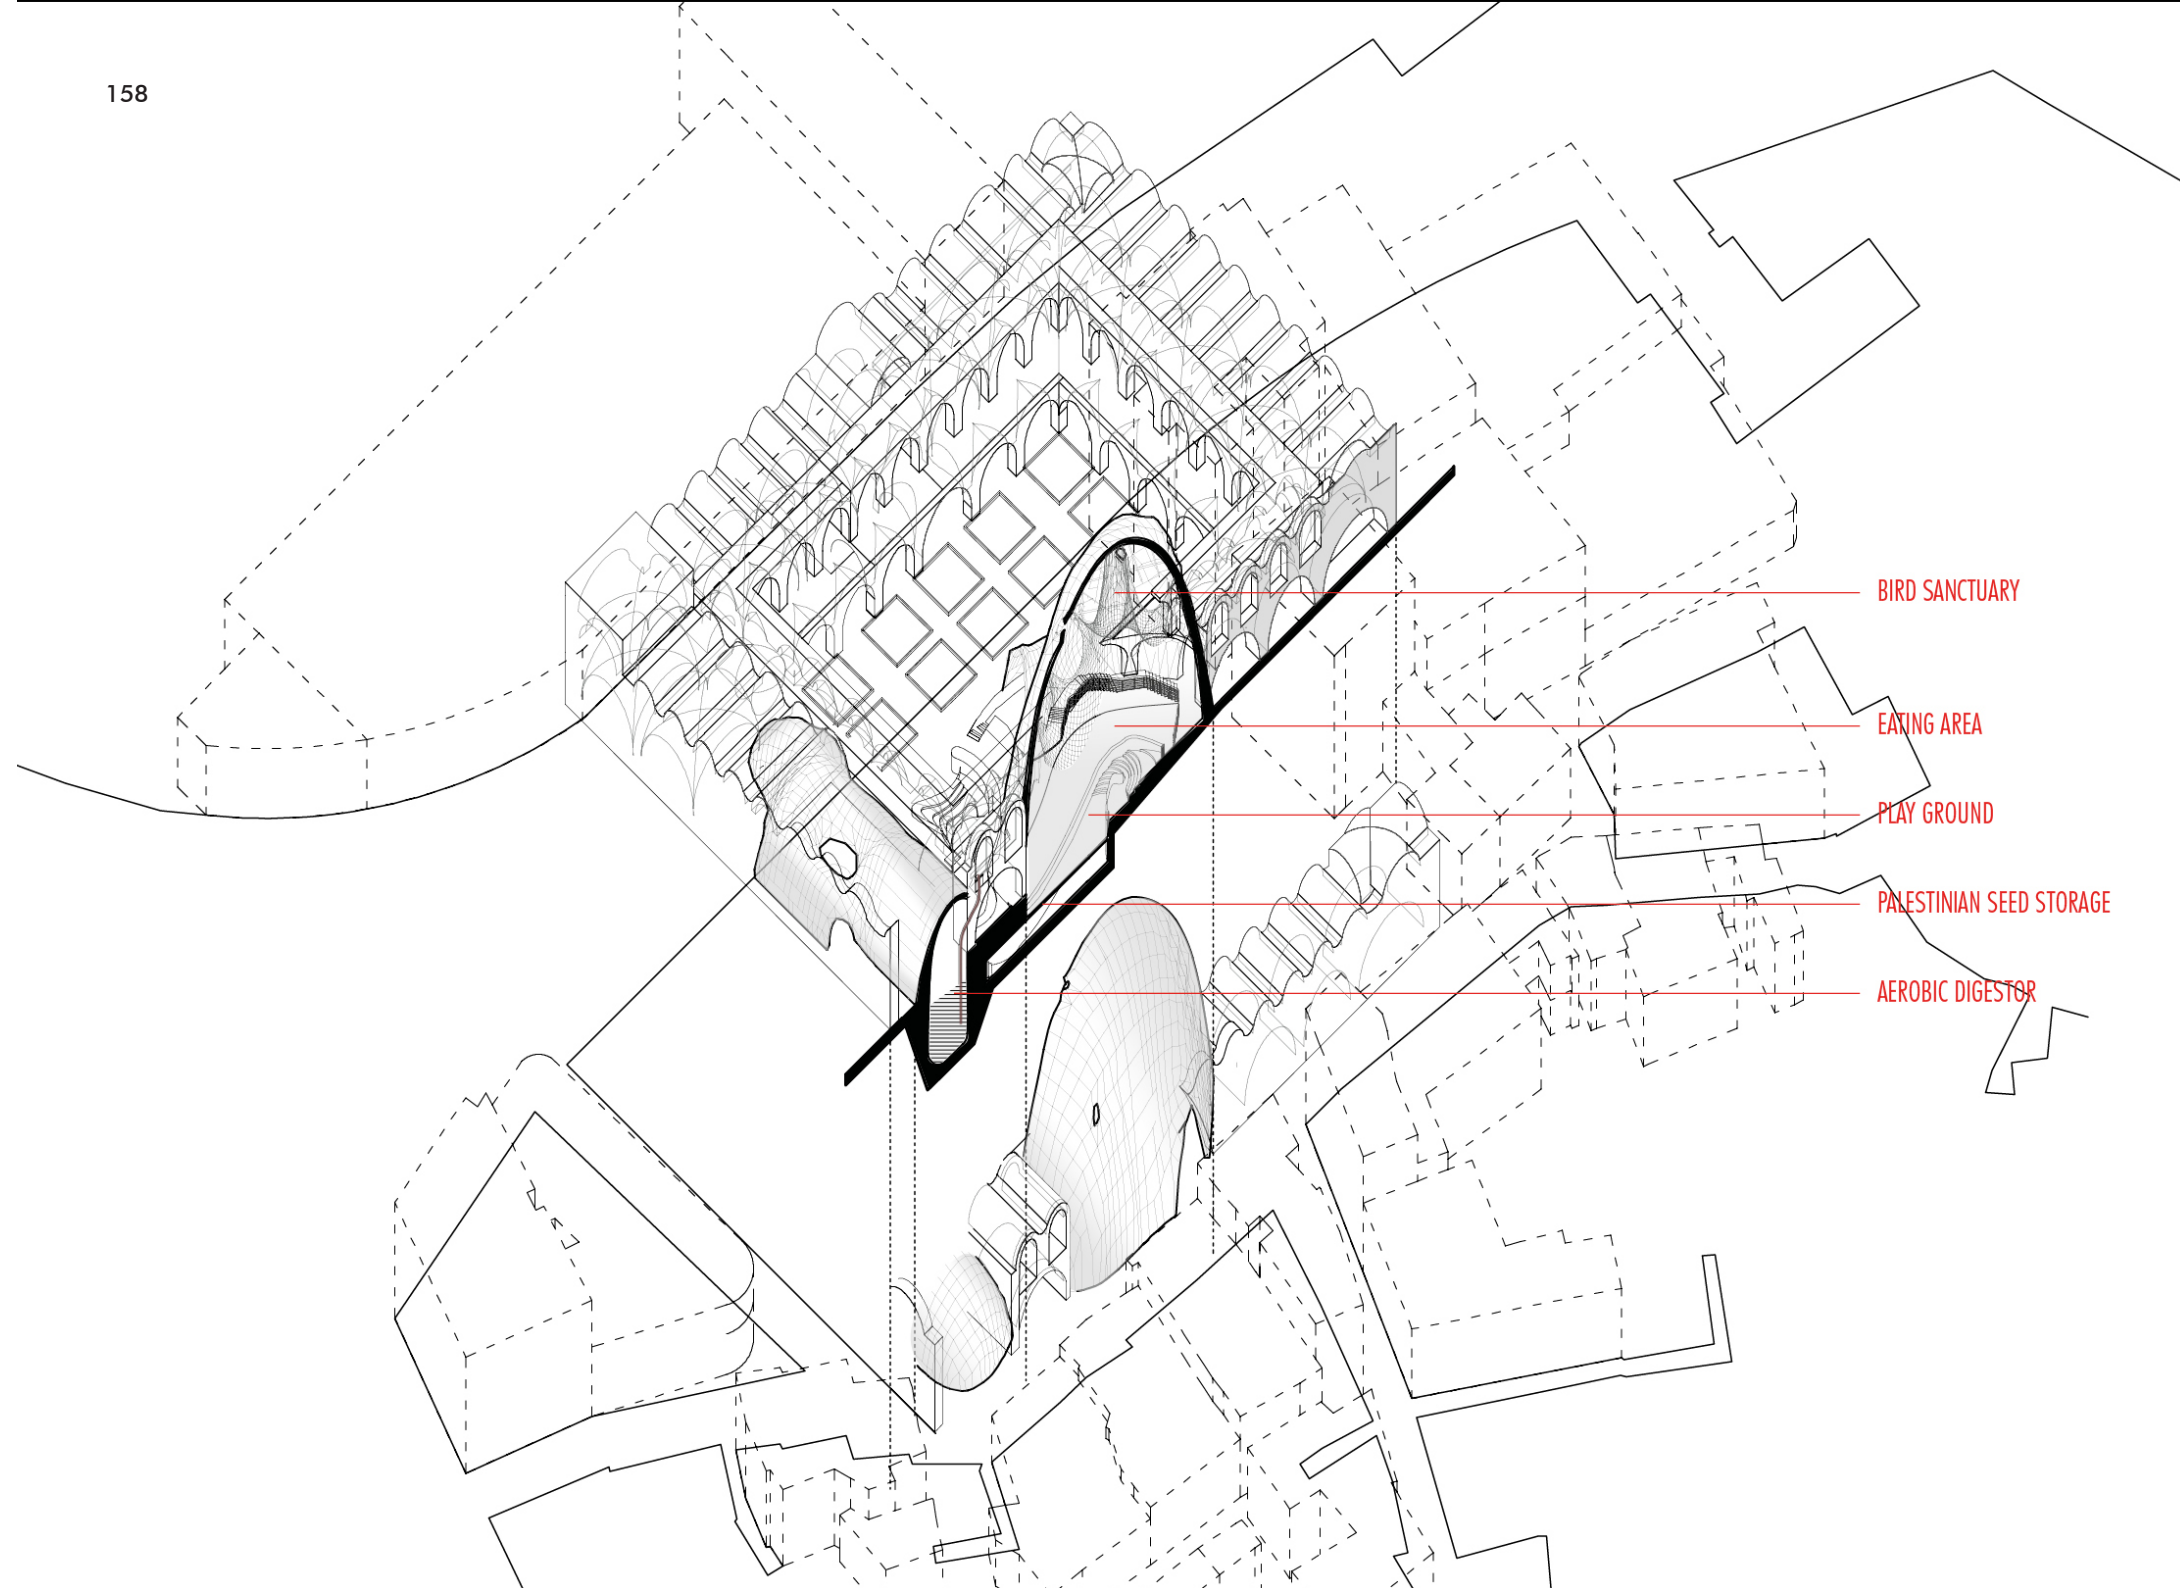 158
BIRD SANCTUARY
EATING AREA
PLAY GROUND
PALESTINIAN SEED STORAGE
AEROBIC DIGESTOR